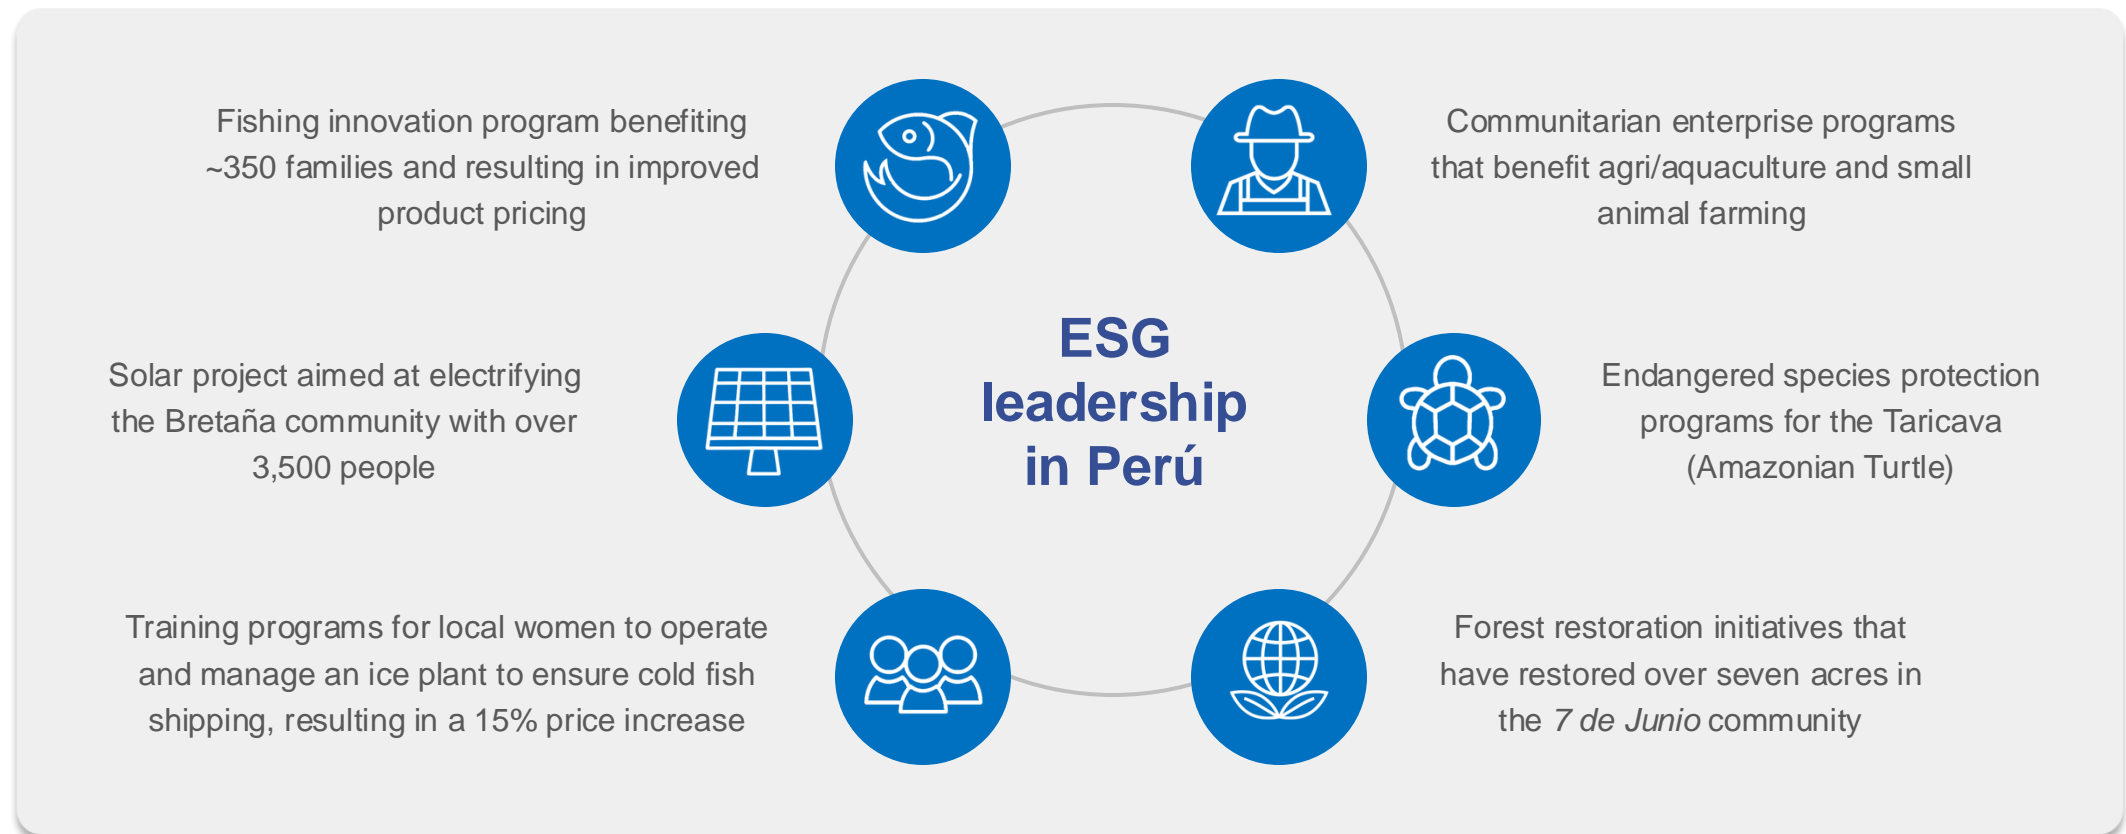 Fishing innovation program benefiting
~350 families and resulting in improved
product pricing
Communitarian enterprise programs
that benefit agri/aquaculture and small
animal farming
ESG
leadership
in Perú
Solar project aimed at electrifying
the Bretaña community with over
3,500 people
Endangered species protection
programs for the Taricava
(Amazonian Turtle)
Training programs for local women to operate
and manage an ice plant to ensure cold fish
shipping, resulting in a 15% price increase
Forest restoration initiatives that
have restored over seven acres in
the 7 de Junio community